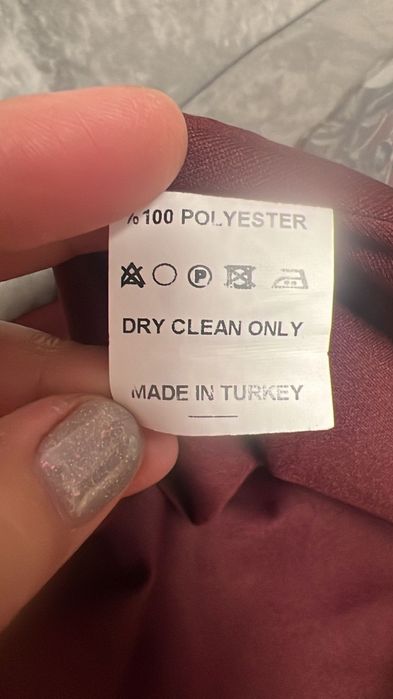 %100 POLYESTER
P
DRY CLEAN ONLY
MADE IN TURKEY